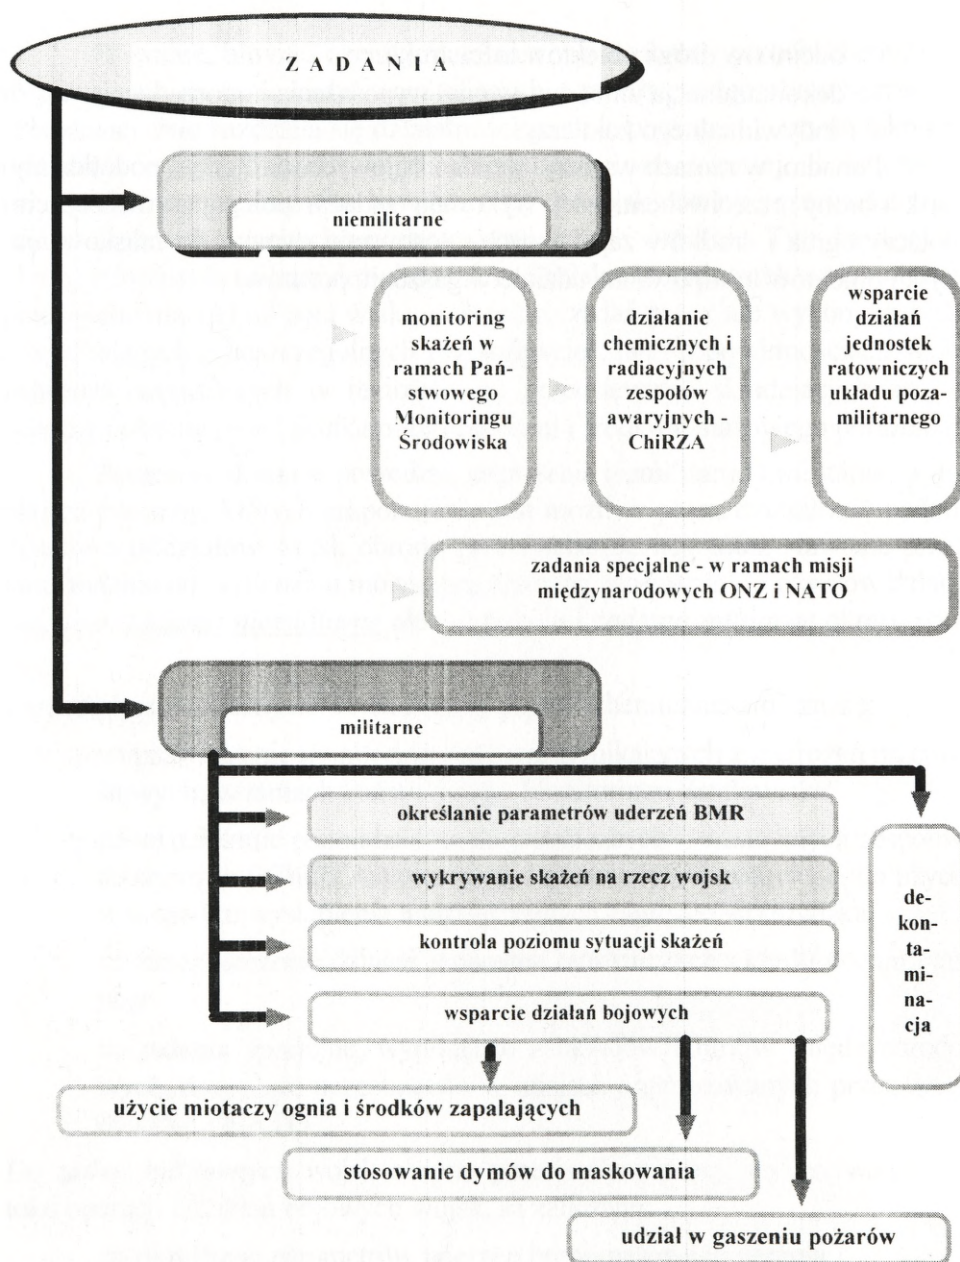 ZADANIA
niemilitarne
monitoring
skażeń w
ramach Pań-
stwowego
Monitoringu
Środowiska
działanie
chemicznych i
radiacyjnych
zespołów
awaryjnych -
ChiRZA
wsparcie
działań
jednostek
ratowniczych
układu poza-
militarnego
zadania specjalne - w ramach misji
międzynarodowych ONZ i NATO
militarne
określanie parametrów uderzeń BMR
wykrywanie skażeń na rzecz wojsk
kontrola poziomu sytuacji skażeń
wsparcie działań bojowych
de-
kon-
ta-
mi-
na-
cja
użycie miotaczy ognia i środków zapalających
stosowanie dymów do maskowania
udział w gaszeniu pożarów